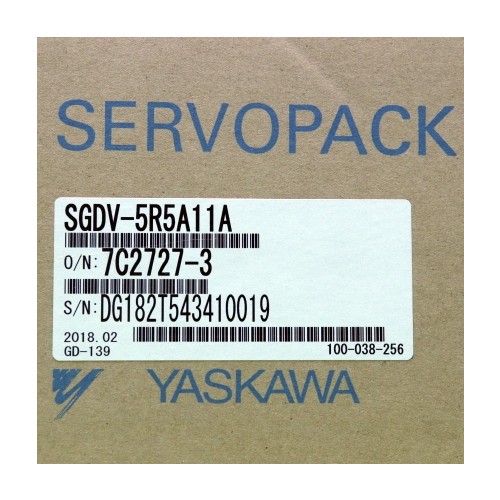 SERVOPACK
SGDV-5R5A11A
O/N: 7C2727-3
S/N: DG182T543410019
2018.02
GD-139 100-038-256
YASKAWA